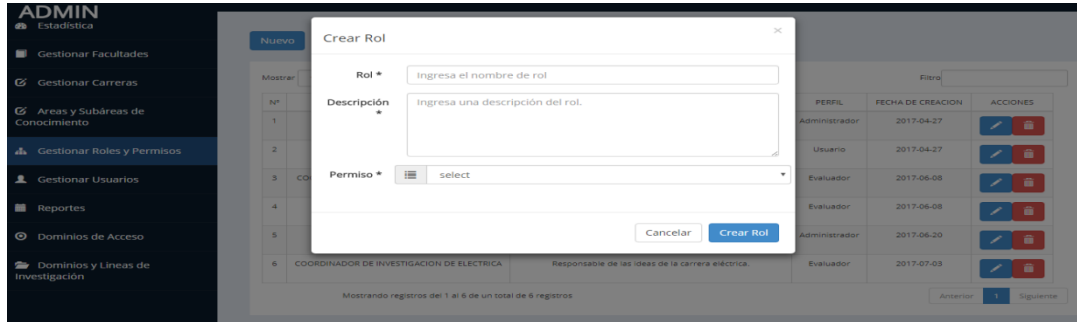 ADMIN
Estadística
Gestionar Facultades
Gestionar Carreras
Areas y Subáreas de
Conocimiento
Gestionar Roles y Permisos
Gestionar Usuarios
Reportes
Dominios de Acceso
Dominios y Lineas de
Investigación
Nuevo
Crear Rol
×
Rol *
Ingresa el nombre de rol
Descripción
*
Ingresa una descripción del rol.
Permiso *
select
Cancelar
Crear Rol
Mostrar
Filtro
N° PERFIL FECHA DE CREACION ACCIONES
1 Administrador 2017-04-27
2 Usuario 2017-04-27
3 Evaluador 2017-06-08
4 Evaluador 2017-06-08
5 Administrador 2017-06-20
6 COORDINADOR DE INVESTIGACION DE ELECTRICA Responsable de las ideas de la carrera eléctrica. Evaluador 2017-07-03
Mostrando registros del 1 al 6 de un total de 6 registros
Anterior 1 Siguiente